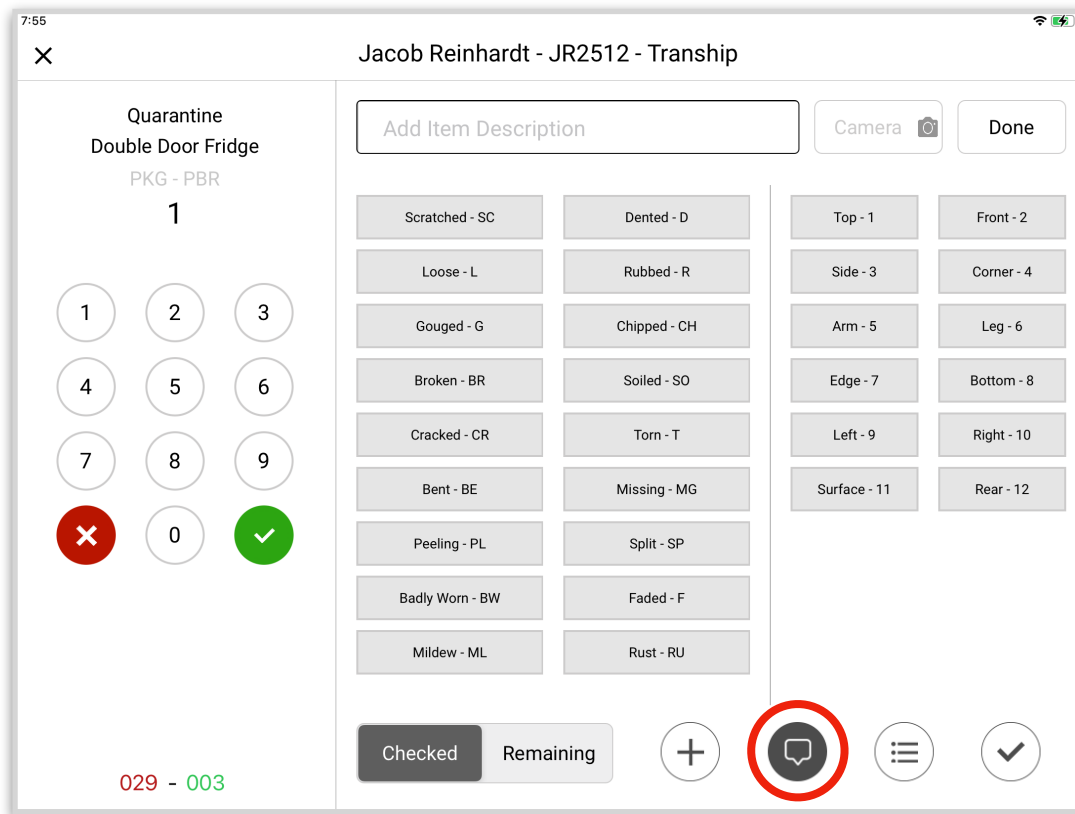 7:55
Jacob Reinhardt - JR2512 - Tranship
Quarantine
Double Door Fridge
PKG - PBR
1
1 2 3
4 5 6
7 8 9
0
029 - 003
Add Item Description
Camera
Done
Scratched - SC Dented - D Top - 1 Front - 2
Loose - L Rubbed - R Side - 3 Corner - 4
Gouged - G Chipped - CH Arm - 5 Leg - 6
Broken - BR Soiled - SO Edge - 7 Bottom - 8
Cracked - CR Torn - T Left - 9 Right - 10
Bent - BE Missing - MG Surface - 11 Rear - 12
Peeling - PL Split - SP
Badly Worn - BW Faded - F
Mildew - ML Rust - RU
Checked Remaining